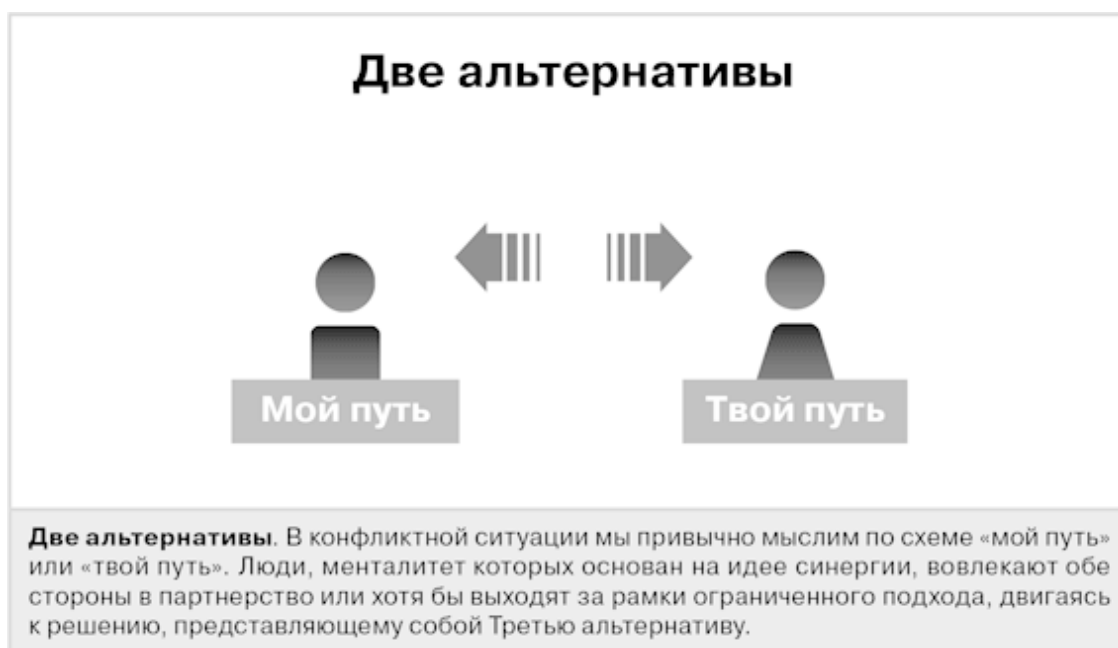 Две альтернативы
Мой путь
Твой путь
Две альтернативы. В конфликтной ситуации мы привычно мыслим по схеме «мой путь»
или «твой путь». Люди, менталитет которых основан на идее синергии, вовлекают обе
стороны в партнерство или хотя бы выходят за рамки ограниченного подхода, двигаясь
к решению, представляющему собой Третью альтернативу.